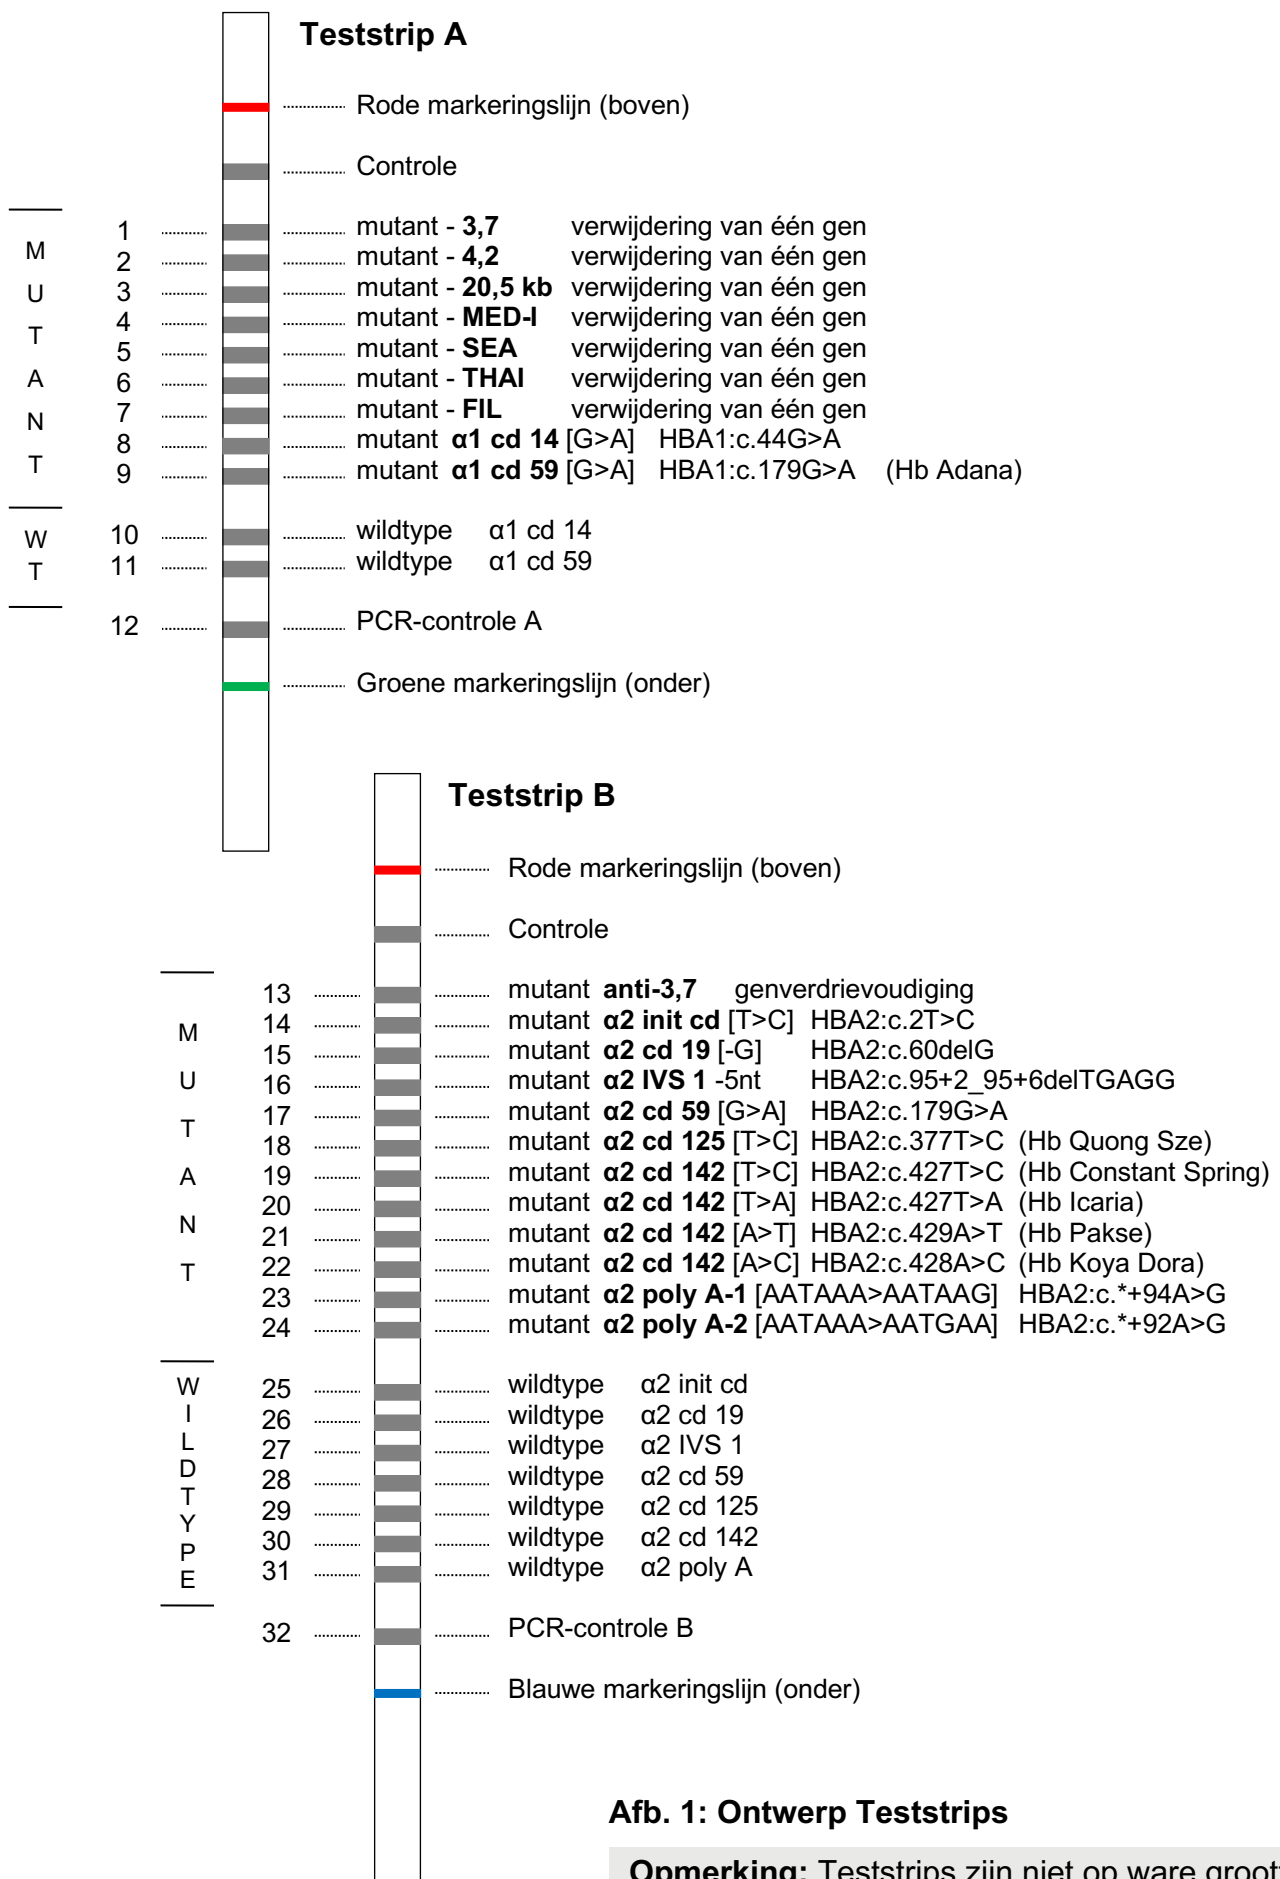 Teststrip A
Rode markeringslijn (boven)
Controle
MUTANT
1 mutant - 3,7 verwijdering van één gen
2 mutant - 4,2 verwijdering van één gen
3 mutant - 20,5 kb verwijdering van één gen
4 mutant - MED-I verwijdering van één gen
5 mutant - SEA verwijdering van één gen
6 mutant - THAI verwijdering van één gen
7 mutant - FIL verwijdering van één gen
8 mutant α1 cd 14 [G>A] HBA1:c.44G>A
9 mutant α1 cd 59 [G>A] HBA1:c.179G>A (Hb Adana)
WT
10 wildtype α1 cd 14
11 wildtype α1 cd 59
12 PCR-controle A
Groene markeringslijn (onder)
Teststrip B
Rode markeringslijn (boven)
Controle
MUTANT
13 mutant anti-3,7 genverdrievoudiging
14 mutant α2 init cd [T>C] HBA2:c.2T>C
15 mutant α2 cd 19 [-G] HBA2:c.60delG
16 mutant α2 IVS 1 -5nt HBA2:c.95+2_95+6delTGAGG
17 mutant α2 cd 59 [G>A] HBA2:c.179G>A
18 mutant α2 cd 125 [T>C] HBA2:c.377T>C (Hb Quong Sze)
19 mutant α2 cd 142 [T>C] HBA2:c.427T>C (Hb Constant Spring)
20 mutant α2 cd 142 [T>A] HBA2:c.427T>A (Hb Icaria)
21 mutant α2 cd 142 [A>T] HBA2:c.429A>T (Hb Pakse)
22 mutant α2 cd 142 [A>C] HBA2:c.428A>C (Hb Koya Dora)
23 mutant α2 poly A-1 [AATAAA>AATAAG] HBA2:c.*+94A>G
24 mutant α2 poly A-2 [AATAAA>AATGAA] HBA2:c.*+92A>G
WILDTYPE
25 wildtype α2 init cd
26 wildtype α2 cd 19
27 wildtype α2 IVS 1
28 wildtype α2 cd 59
29 wildtype α2 cd 125
30 wildtype α2 cd 142
31 wildtype α2 poly A
32 PCR-controle B
Blauwe markeringslijn (onder)
Afb. 1: Ontwerp Teststrips
Opmerking: Teststrips zijn niet op ware